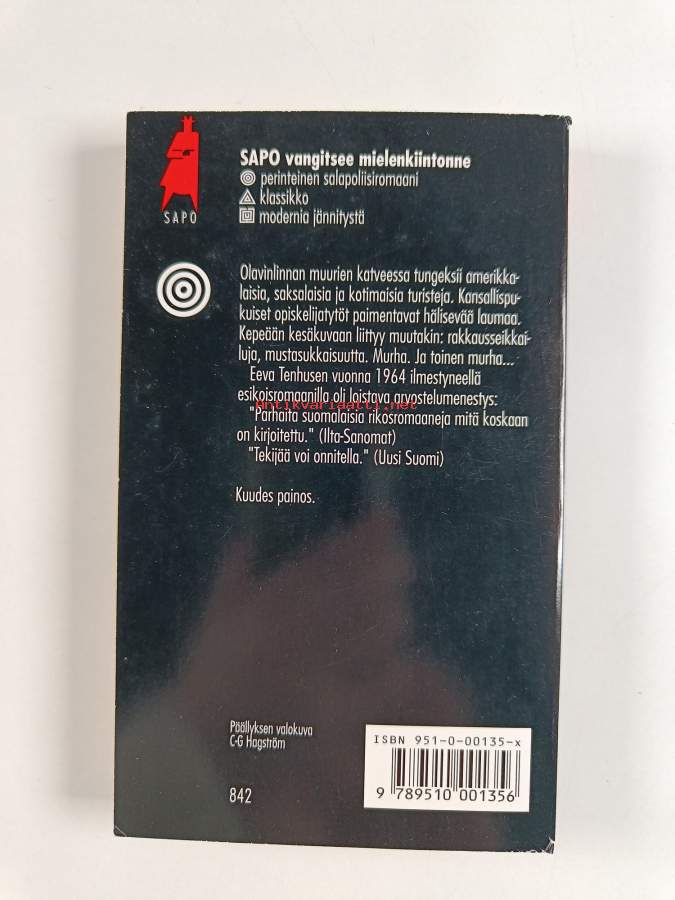 SAPO
SAPO vangitsee mielenkiintonne
perinteinen salapoliisiromaani
klassikko
modernia jännitystä
Olavinlinnan muurien katveessa tungeksii amerikka-
laisia, saksalaisia ja kotimaisia turisteja. Kansallispu-
kuiset opiskelijatytöt paimentavat hälisevää laumaa.
Kepeään kesäkuvaan liittyy muutakin: rakkausseikkai-
luja, mustasukkaisuutta. Murha. Ja toinen murha...
Eeva Tenhusen vuonna 1964 ilmestyneellä
esikoisromaanilla oli loistava arvostelumenestys:
Antikvariaatti.net
"Parhaita suomalaisia rikosromaaneja mitä koskaan
on kirjoitettu." (Ilta-Sanomat)
"Tekijää voi onnitella." (Uusi Suomi)
Kuudes painos.
Päällyksen valokuva
C-G Hagström
842
ISBN 951-0-00135-x
9 789510 001356